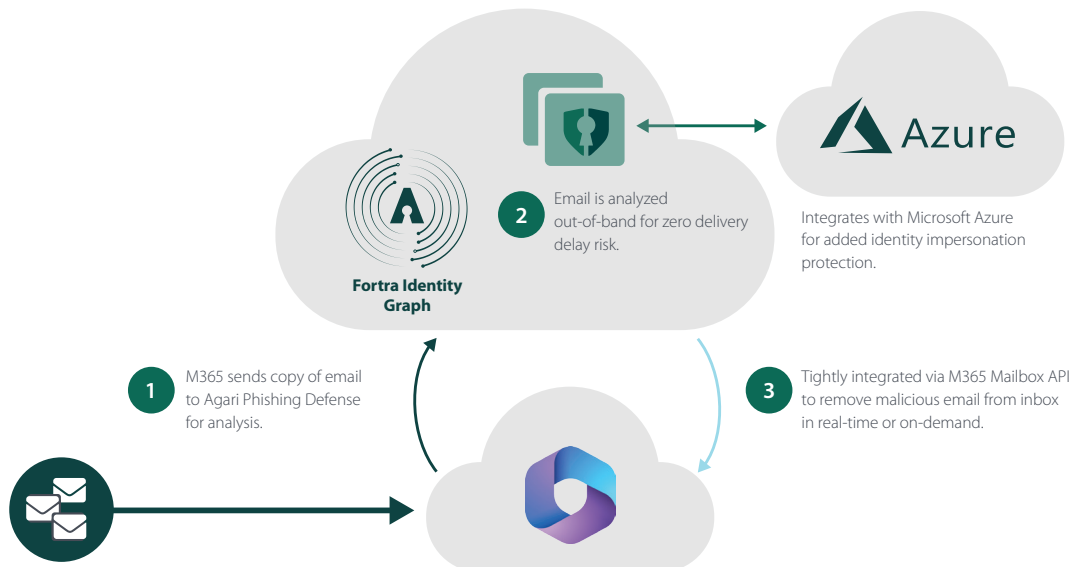 Azure
2
Email is analyzed
out-of-band for zero delivery
delay risk.
Integrates with Microsoft Azure
for added identity impersonation
protection.
Fortra Identity
Graph
1
M365 sends copy of email
to Agari Phishing Defense
for analysis.
3
Tightly integrated via M365 Mailbox API
to remove malicious email from inbox
in real-time or on-demand.